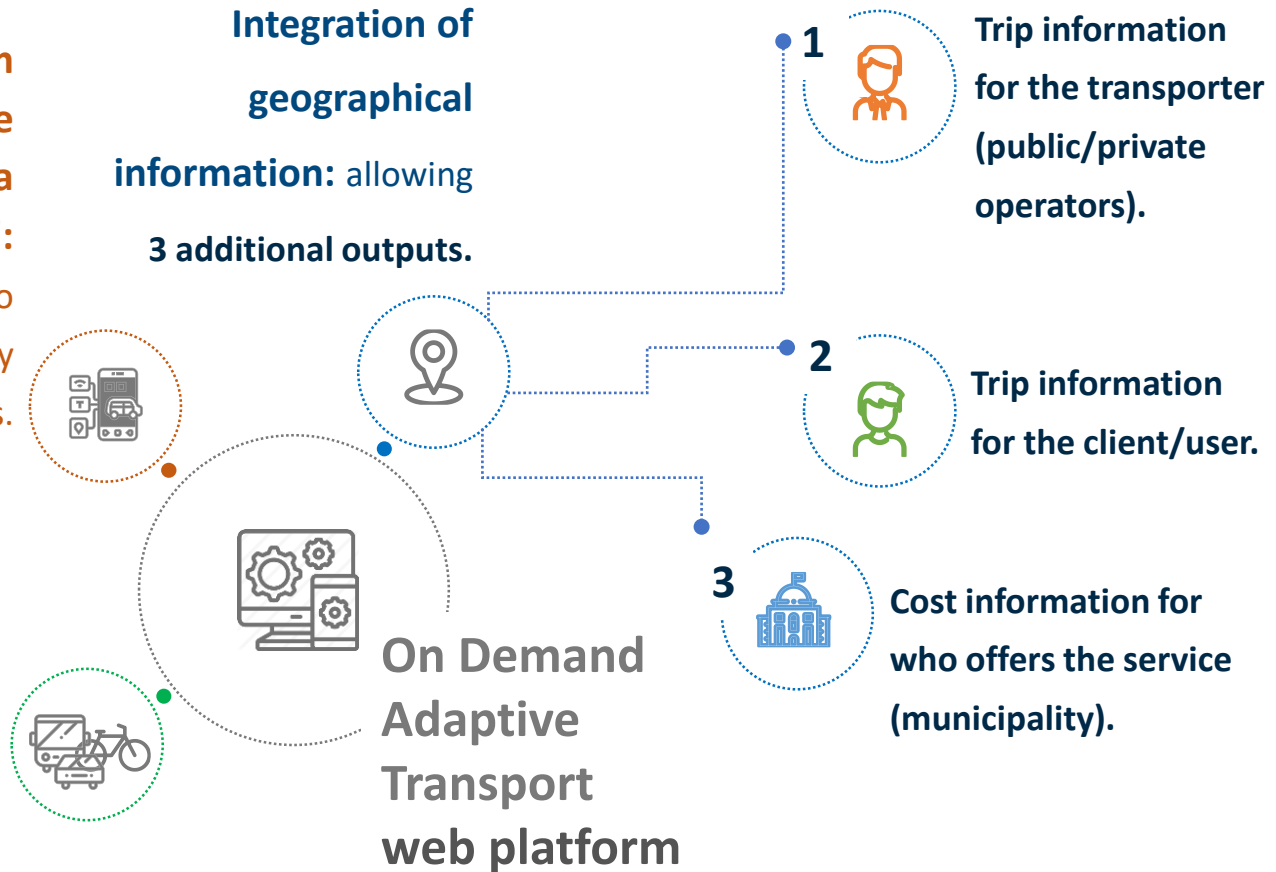 Integration of
geographical
information: allowing
3 additional outputs.
n
e
a
:
o
y
s.
1
Trip information
for the transporter
(public/private
operators).
2
Trip information
for the client/user.
3
Cost information for
who offers the service
(municipality).
On Demand
Adaptive
Transport
web platform